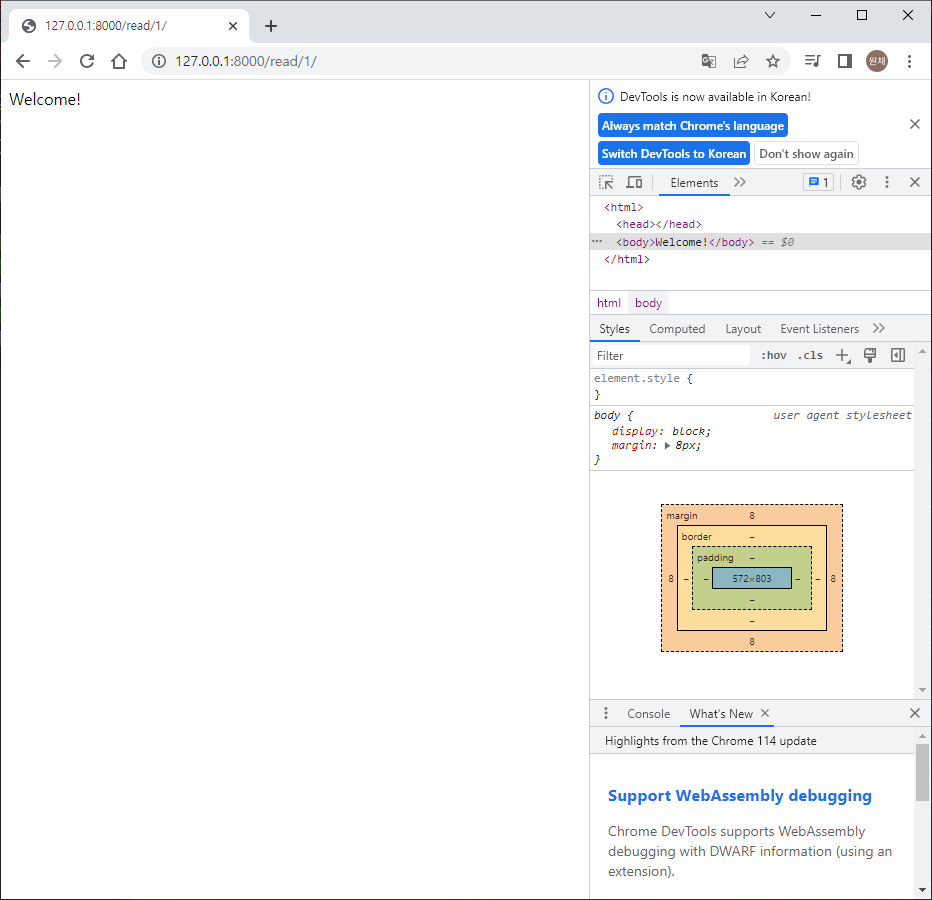 127.0.0.1:8000/read/1/
127.0.0.1:8000/read/1/
원채
Welcome!
DevTools is now available in Korean!
Always match Chrome's language
Switch DevTools to Korean
Don't show again
Elements
1
<html>
<head></head>
<body>Welcome!</body> == $0
</html>
html body
Styles Computed Layout Event Listeners
Filter :hov .cls
element.style {
}
body { user agent stylesheet
display: block;
margin: 8px;
}
margin 8
border –
padding –
8 – – 572×803 – – 8
–
–
8
Console What's New
Highlights from the Chrome 114 update
Support WebAssembly debugging
Chrome DevTools supports WebAssembly
debugging with DWARF information (using an
extension).